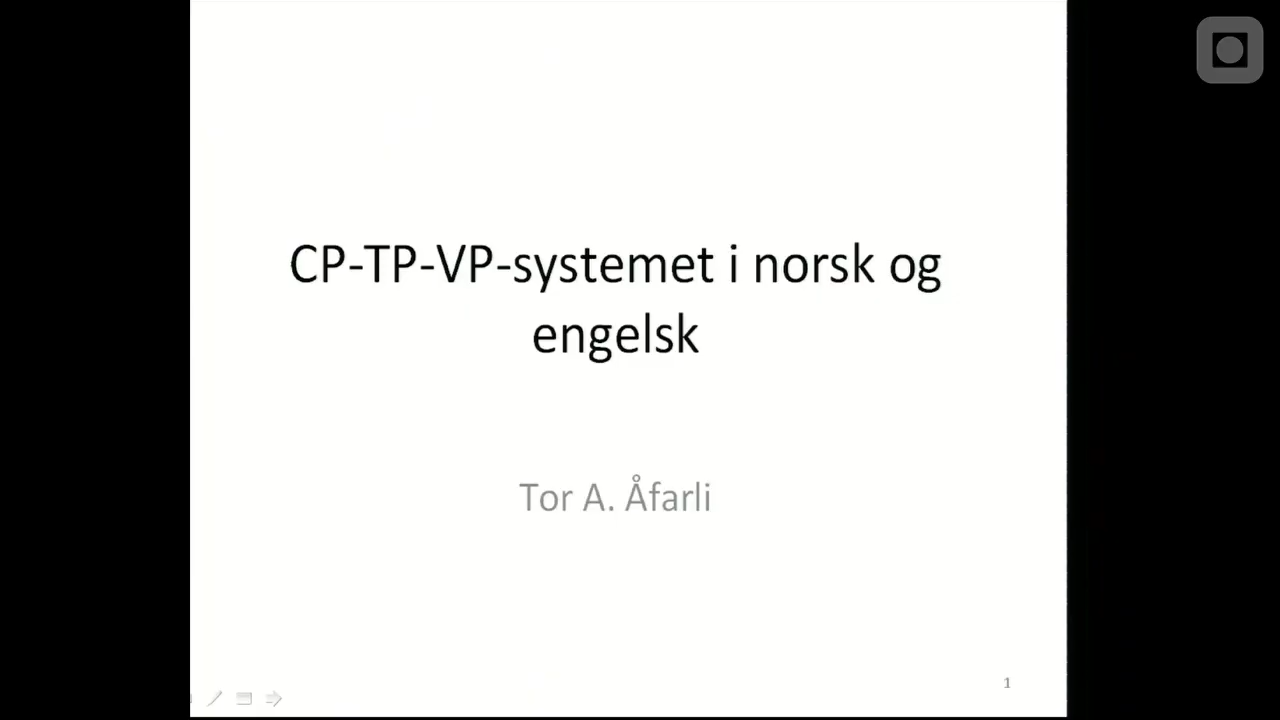 CP-TP-VP-systemet i norsk og
engelsk
Tor A. Åfarli
1